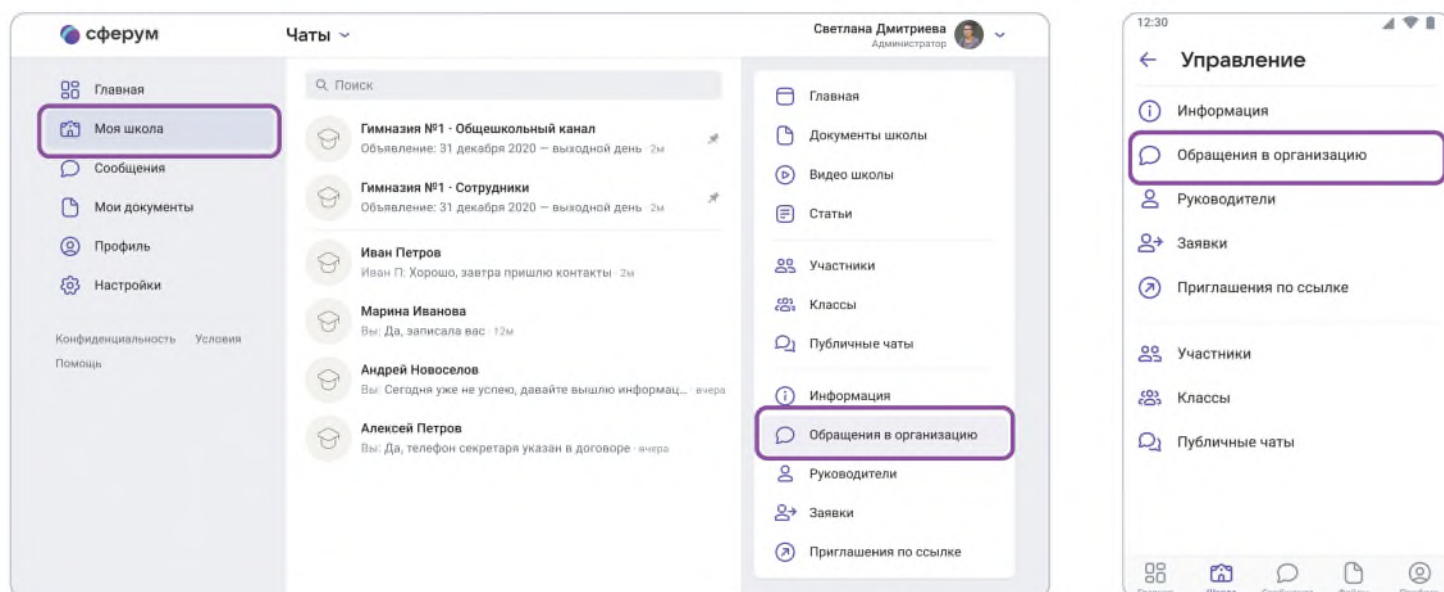 сферум
Чаты
Светлана Дмитриева
Администратор
Главная
Моя школа
Сообщения
Мои документы
Профиль
Настройки
Конфиденциальность Условия
Помощь
Поиск
Гимназия №1 · Общешкольный канал
Объявление: 31 декабря 2020 — выходной день · 2м
Гимназия №1 · Сотрудники
Объявление: 31 декабря 2020 — выходной день · 2м
Иван Петров
Иван П: Хорошо, завтра пришлю контакты · 2м
Марина Иванова
Вы: Да, записала вас · 12м
Андрей Новоселов
Вы: Сегодня уже не успею, давайте вышлю информац... · вчера
Алексей Петров
Вы: Да, телефон секретаря указан в договоре · вчера
Главная
Документы школы
Видео школы
Статьи
Участники
Классы
Публичные чаты
Информация
Обращения в организацию
Руководители
Заявки
Приглашения по ссылке
12:30
Управление
Информация
Обращения в организацию
Руководители
Заявки
Приглашения по ссылке
Участники
Классы
Публичные чаты